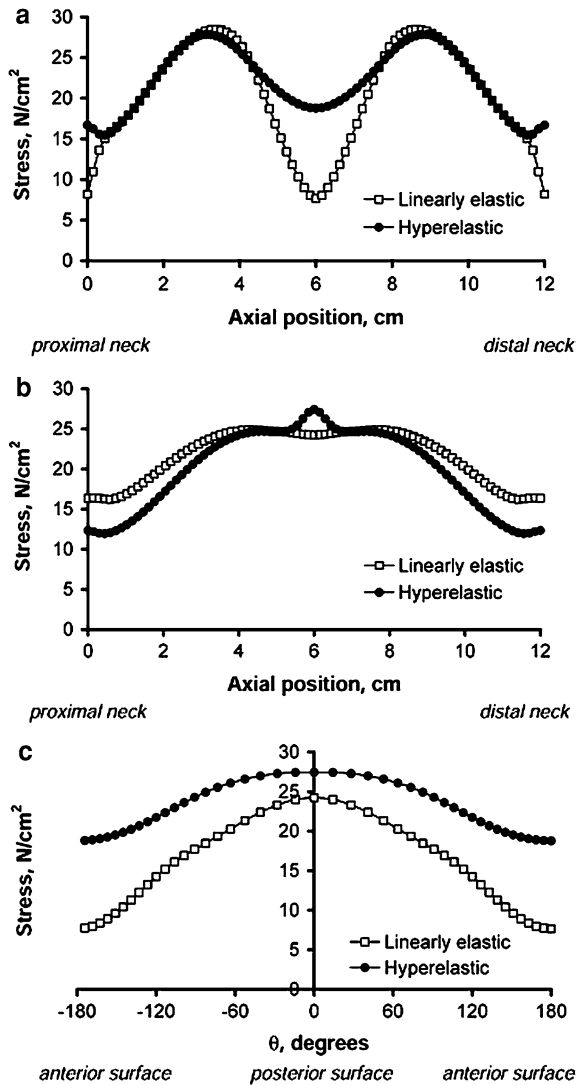 a
30
25
20
15
10
5
0
Stress, N/cm²
Linearly elastic
Hyperelastic
0 2 4 6 8 10 12
Axial position, cm
proximal neck distal neck
b
30
25
20
15
10
5
0
Stress, N/cm²
Linearly elastic
Hyperelastic
0 2 4 6 8 10 12
Axial position, cm
proximal neck distal neck
c
30
25
20
15
10
5
0
Stress, N/cm²
Linearly elastic
Hyperelastic
-180 -120 -60 0 60 120 180
θ, degrees
anterior surface posterior surface anterior surface